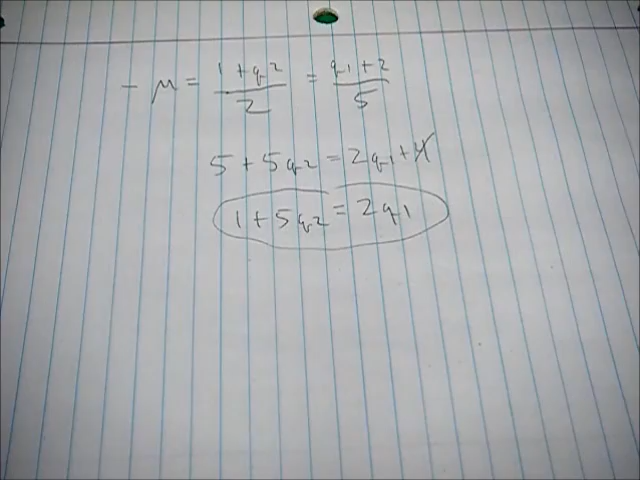 - μ = (1 + q2)/2 = (q1 + 2)/5
5 + 5q2 = 2q1 + 4
1 + 5q2 = 2q1